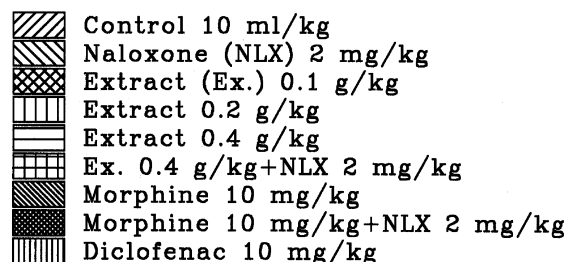 Control 10 ml/kg
Naloxone (NLX) 2 mg/kg
Extract (Ex.) 0.1 g/kg
Extract 0.2 g/kg
Extract 0.4 g/kg
Ex. 0.4 g/kg+NLX 2 mg/kg
Morphine 10 mg/kg
Morphine 10 mg/kg+NLX 2 mg/kg
Diclofenac 10 mg/kg